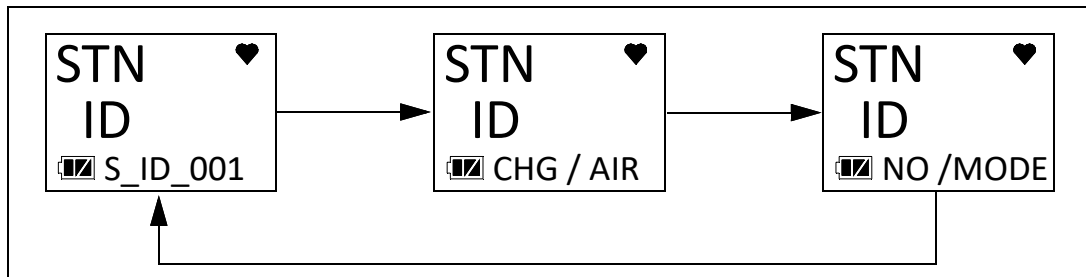 STN
ID
S_ID_001
STN
ID
CHG / AIR
STN
ID
NO /MODE